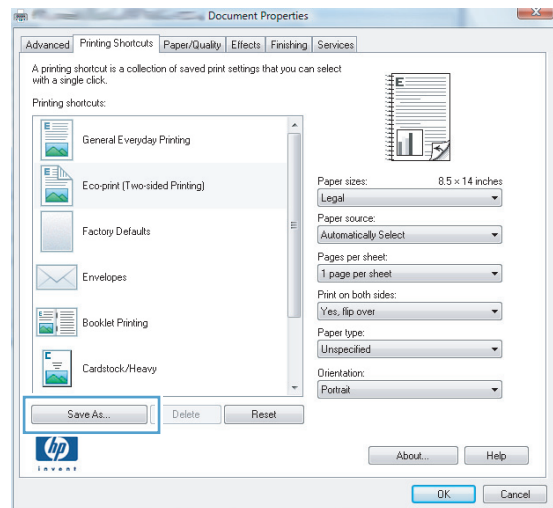 Document Properties
Advanced Printing Shortcuts Paper/Quality Effects Finishing Services
A printing shortcut is a collection of saved print settings that you can select
with a single click.
Printing shortcuts:
General Everyday Printing
Eco-print (Two-sided Printing)
Factory Defaults
Envelopes
Booklet Printing
Cardstock/Heavy
Save As... Delete Reset
E
Paper sizes: 8.5 × 14 inches
Legal
Paper source:
Automatically Select
Pages per sheet:
1 page per sheet
Print on both sides:
Yes, flip over
Paper type:
Unspecified
Orientation:
Portrait
hp
invent
About... Help
OK Cancel